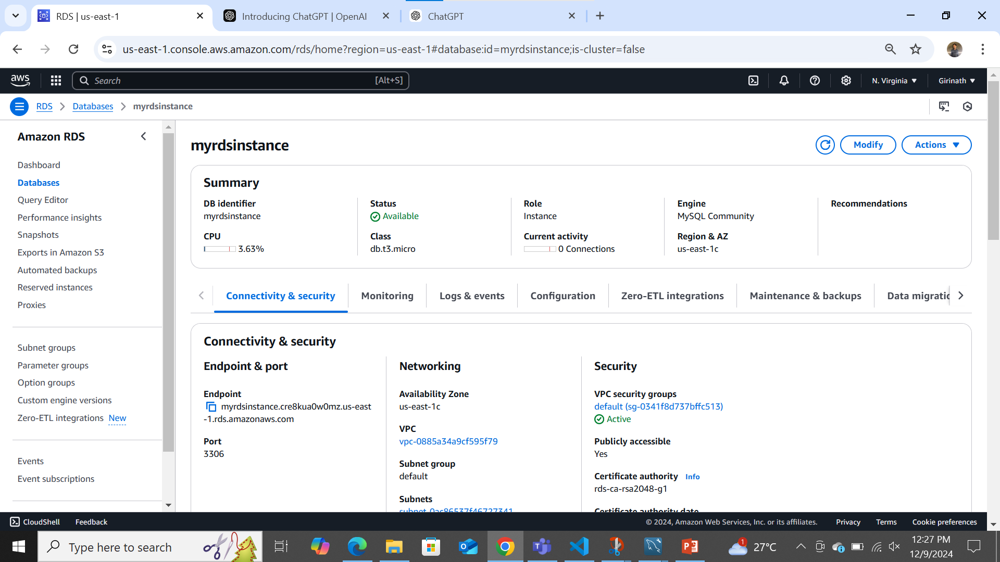 RDS | us-east-1
Introducing ChatGPT | OpenAI
ChatGPT
us-east-1.console.aws.amazon.com/rds/home?region=us-east-1#database:id=myrdsinstance;is-cluster=false
aws
Search
[Alt+S]
N. Virginia
Girinath
RDS
Databases
myrdsinstance
Amazon RDS
Dashboard
Databases
Query Editor
Performance insights
Snapshots
Exports in Amazon S3
Automated backups
Reserved instances
Proxies
Subnet groups
Parameter groups
Option groups
Custom engine versions
Zero-ETL integrations New
Events
Event subscriptions
myrdsinstance
Modify
Actions
Summary
DB identifier
myrdsinstance
CPU
3.63%
Status
Available
Class
db.t3.micro
Role
Instance
Current activity
0 Connections
Engine
MySQL Community
Region & AZ
us-east-1c
Recommendations
Connectivity & security
Monitoring
Logs & events
Configuration
Zero-ETL integrations
Maintenance & backups
Data migratio
Connectivity & security
Endpoint & port
Endpoint
myrdsinstance.cre8kua0w0mz.us-east
-1.rds.amazonaws.com
Port
3306
Networking
Availability Zone
us-east-1c
VPC
vpc-0885a34a9cf595f79
Subnet group
default
Subnets
subnet-0ac86537f46727341
Security
VPC security groups
default (sg-0341f8d737bffc513)
Active
Publicly accessible
Yes
Certificate authority Info
rds-ca-rsa2048-g1
Certificate authority date
CloudShell
Feedback
© 2024, Amazon Web Services, Inc. or its affiliates.
Privacy
Terms
Cookie preferences
Type here to search
1
27°C
12:27 PM
12/9/2024